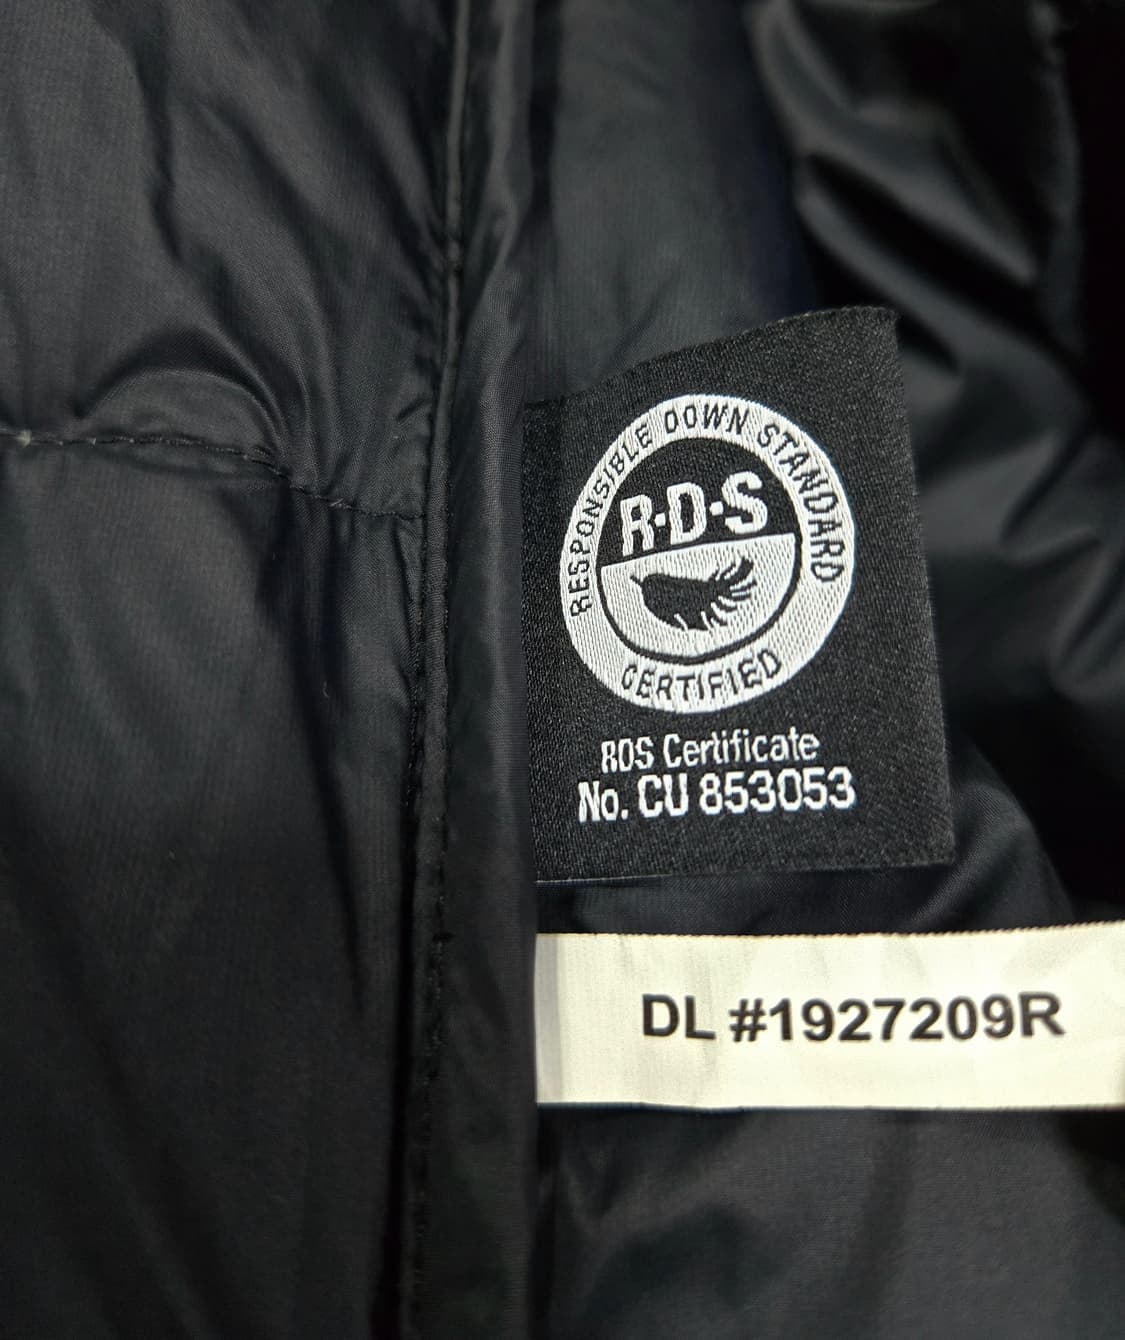 RESPONSIBLE DOWN STANDARD
R·D·S
CERTIFIED
RDS Certificate
No. CU 853053
DL #1927209R